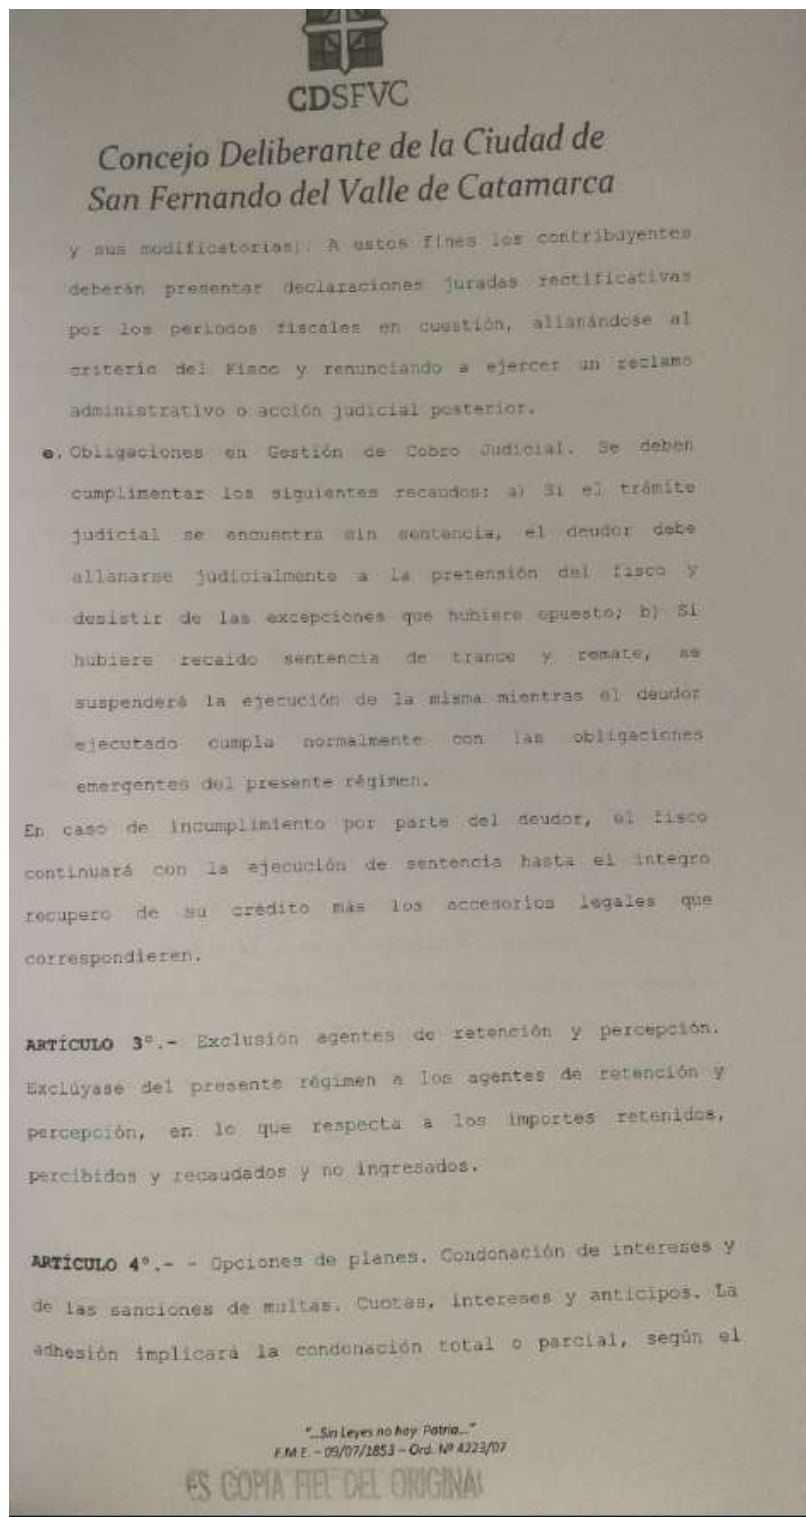 CDSFVC
Concejo Deliberante de la Ciudad de
San Fernando del Valle de Catamarca
y sus modificatorias). A estos fines los contribuyentes
deberán presentar declaraciones juradas rectificativas
por los períodos fiscales en cuestión, allanándose al
criterio del Fisco y renunciando a ejercer un reclamo
administrativo o acción judicial posterior.
e. Obligaciones en Gestión de Cobro Judicial. Se deben
cumplimentar los siguientes recaudos: a) Si el trámite
judicial se encuentra sin sentencia, el deudor debe
allanarse judicialmente a la pretensión del fisco y
desistir de las excepciones que hubiere opuesto; b) Si
hubiere recaído sentencia de trance y remate, se
suspenderá la ejecución de la misma mientras el deudor
ejecutado cumpla normalmente con las obligaciones
emergentes del presente régimen.
En caso de incumplimiento por parte del deudor, el fisco
continuará con la ejecución de sentencia hasta el íntegro
recupero de su crédito más los accesorios legales que
correspondieren.
ARTÍCULO 3°.- Exclusión agentes de retención y percepción.
Exclúyase del presente régimen a los agentes de retención y
percepción, en lo que respecta a los importes retenidos,
percibidos y recaudados y no ingresados.
ARTÍCULO 4°.- - Opciones de planes. Condonación de intereses y
de las sanciones de multas. Cuotas, intereses y anticipos. La
adhesión implicará la condonación total o parcial, según el
"...Sin Leyes no hay Patria..."
F.M.E. – 09/07/1853 – Ord. Nº 4223/07
ES COPIA FIEL DEL ORIGINAL